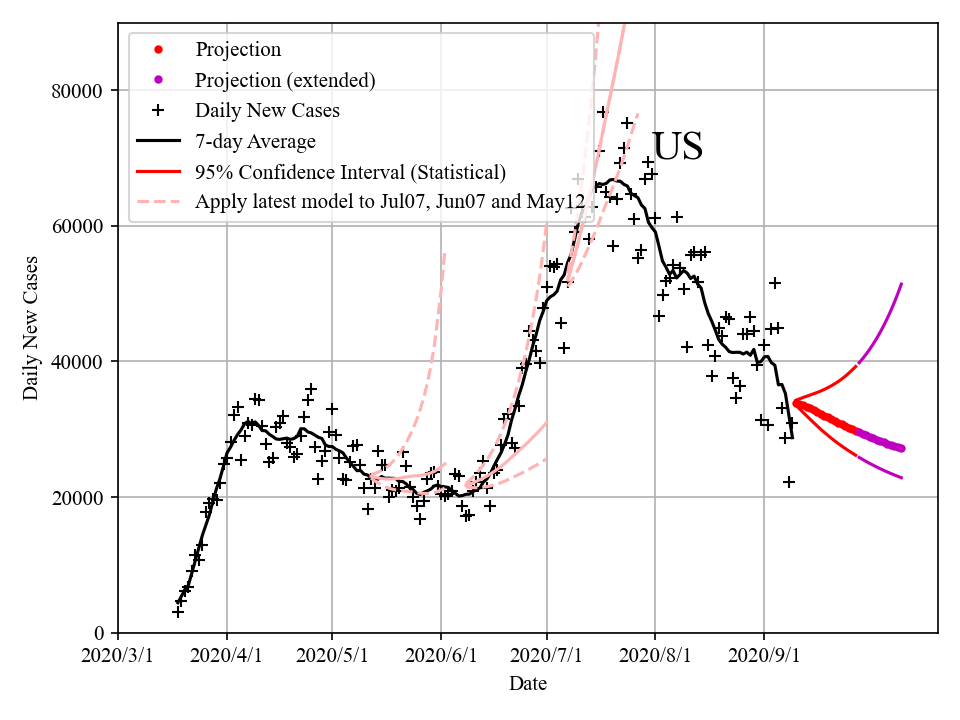 Projection
Projection (extended)
Daily New Cases
7-day Average
95% Confidence Interval (Statistical)
Apply latest model to Jul07, Jun07 and May12
US
80000
60000
40000
20000
0
Daily New Cases
2020/3/1 2020/4/1 2020/5/1 2020/6/1 2020/7/1 2020/8/1 2020/9/1
Date